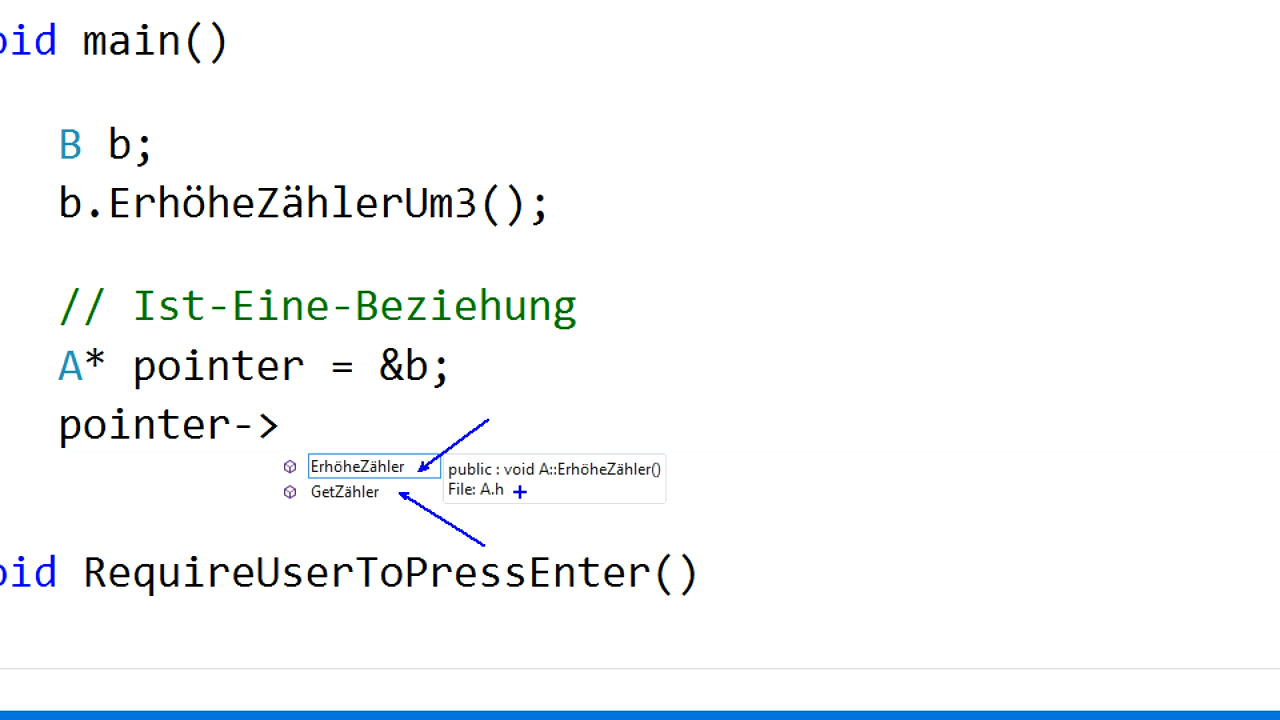 oid main()
B b;
b.ErhöheZählerUm3();
// Ist-Eine-Beziehung
A* pointer = &b;
pointer->
ErhöheZähler
public : void A::ErhöheZähler()
GetZähler
File: A.h
oid RequireUserToPressEnter()